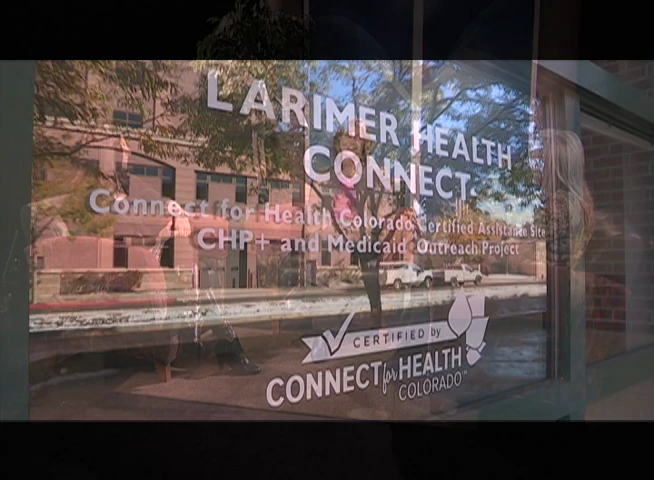 LARIMER HEALTH
CONNECT
Connect for Health Colorado Certified Assistance Site
CHP+ and Medicaid Outreach Project
CERTIFIED by
CONNECT for HEALTH
COLORADO™